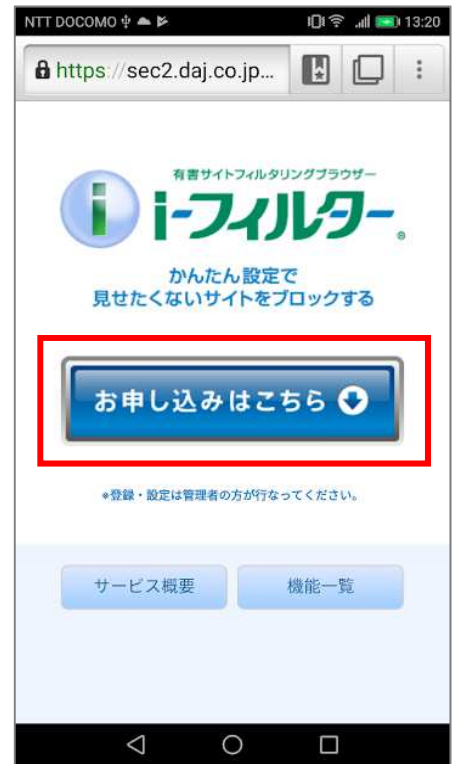 NTT DOCOMO 13:20
https://sec2.daj.co.jp...
有害サイトフィルタリングブラウザー
i-フィルター®
かんたん設定で
見せたくないサイトをブロックする
お申し込みはこちら
*登録・設定は管理者の方が行なってください。
サービス概要 機能一覧